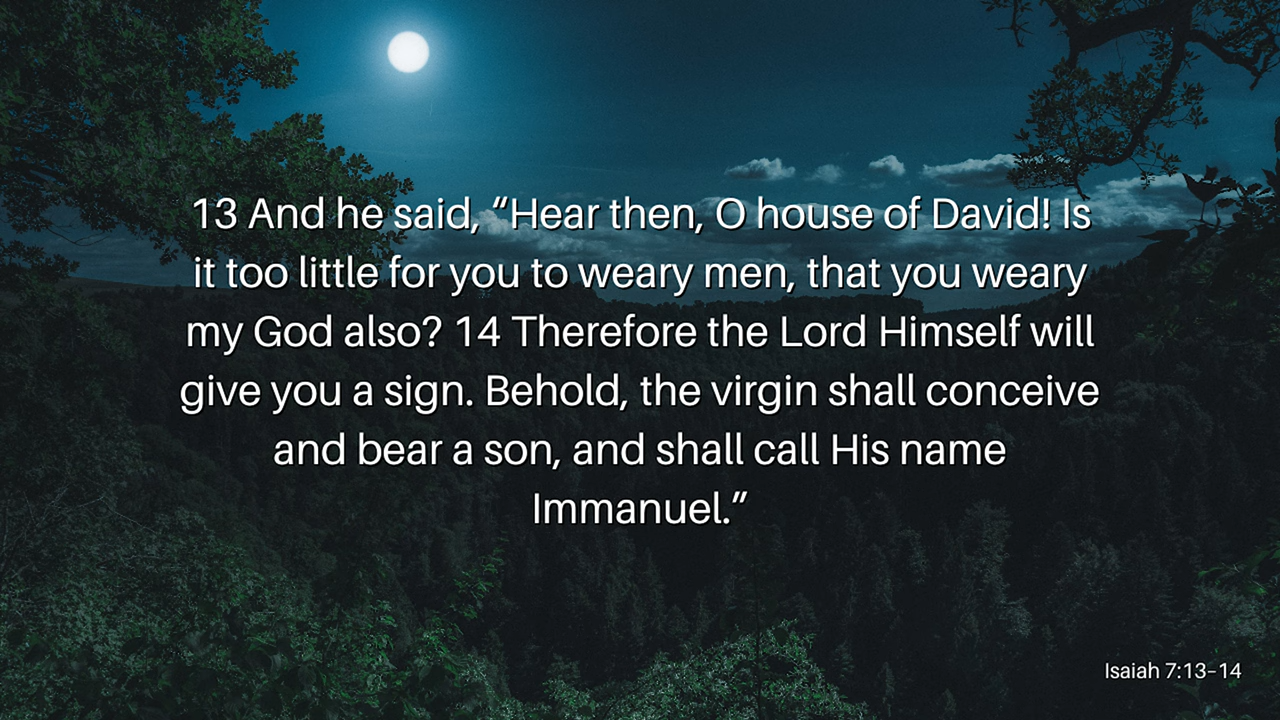 13 And he said, “Hear then, O house of David! Is
it too little for you to weary men, that you weary
my God also? 14 Therefore the Lord Himself will
give you a sign. Behold, the virgin shall conceive
and bear a son, and shall call His name
Immanuel.”
Isaiah 7:13–14